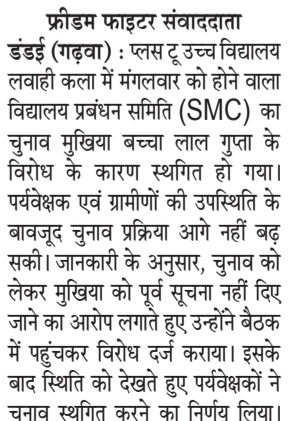 फ्रीडम फाइटर संवाददाता
डंडई (गढ़वा) : प्लस टू उच्च विद्यालय
लवाही कला में मंगलवार को होने वाला
विद्यालय प्रबंधन समिति (SMC) का
चुनाव मुखिया बच्चा लाल गुप्ता के
विरोध के कारण स्थगित हो गया।
पर्यवेक्षक एवं ग्रामीणों की उपस्थिति के
बावजूद चुनाव प्रक्रिया आगे नहीं बढ़
सकी। जानकारी के अनुसार, चुनाव को
लेकर मुखिया को पूर्व सूचना नहीं दिए
जाने का आरोप लगाते हुए उन्होंने बैठक
में पहुंचकर विरोध दर्ज कराया। इसके
बाद स्थिति को देखते हुए पर्यवेक्षकों ने
चुनाव स्थगित करने का निर्णय लिया।